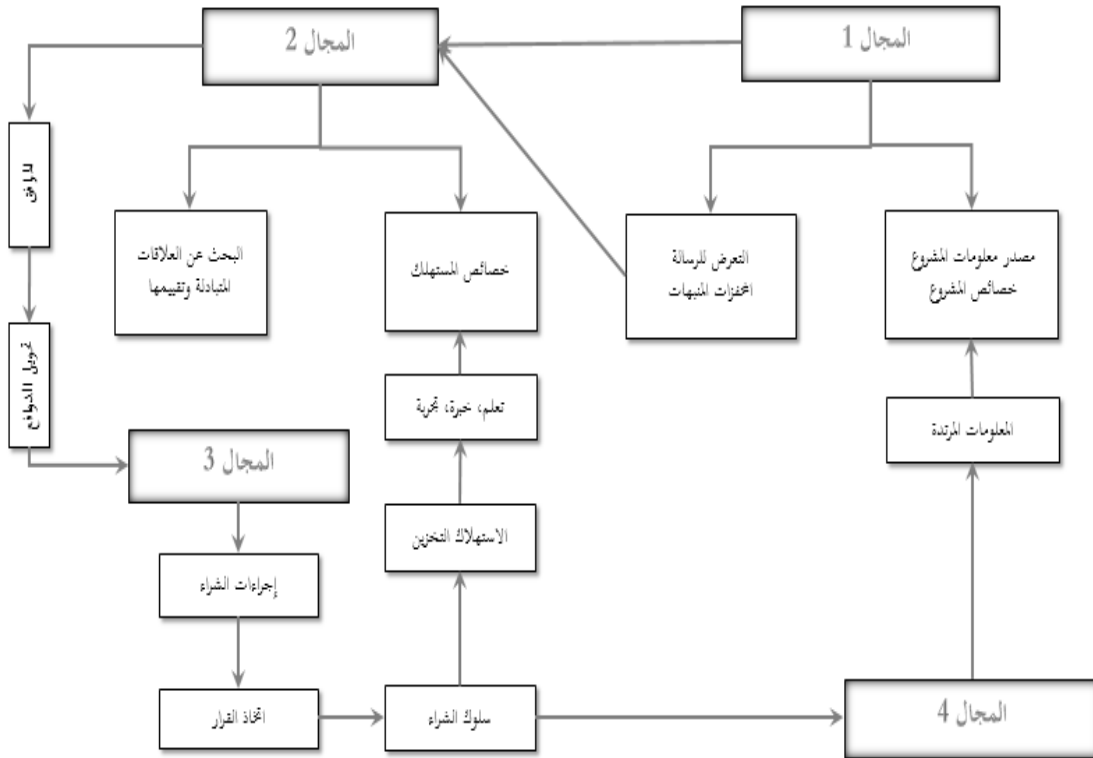 المجال 1
المجال 2
التعرض للرسالة
المحفزات المنبهات
مصدر معلومات المشروع
خصائص المشروع
خصائص المستهلك
البحث عن العلاقات
المتبادلة وتقييمها
تحويل الدوافع
تعلم، خبرة، تجربة
المعلومات المرتدة
المجال 3
الاستهلاك التخزين
إجراءات الشراء
اتخاذ القرار
سلوك الشراء
المجال 4